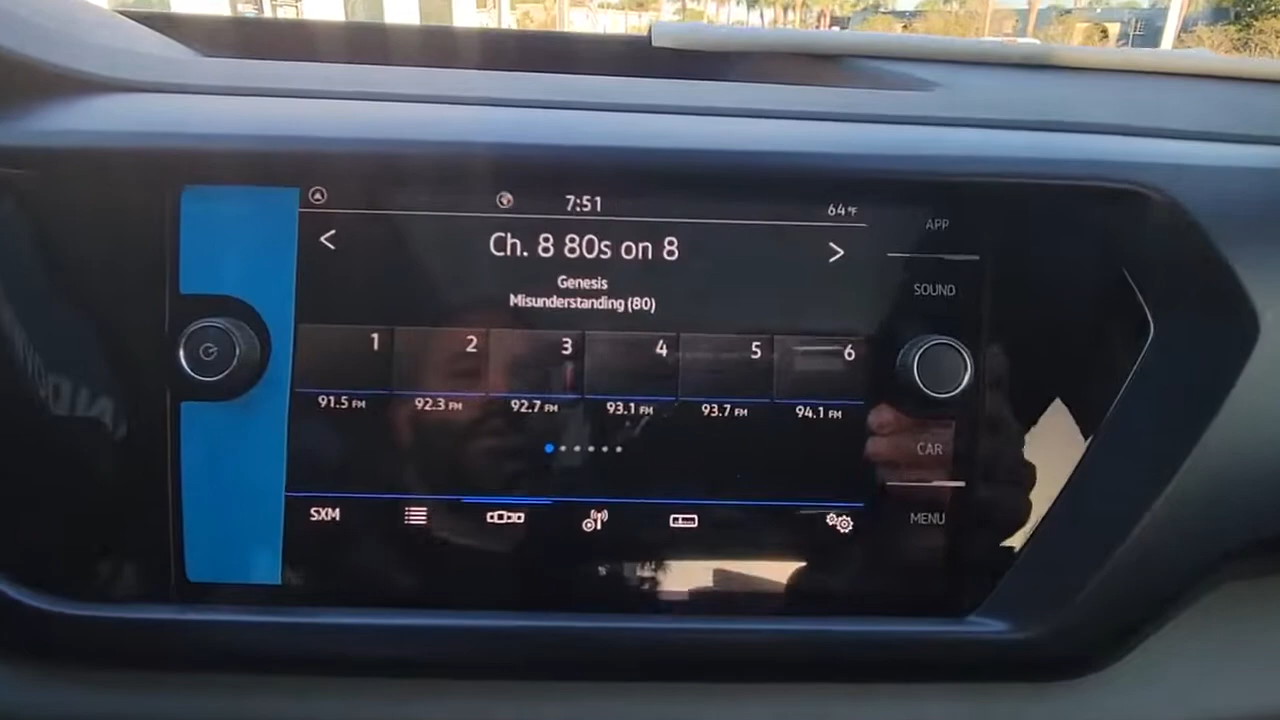 7:51
64°F
APP
< Ch. 8 80s on 8 >
Genesis
Misunderstanding (80)
SOUND
1 2 3 4 5 6
91.5 FM 92.3 FM 92.7 FM 93.1 FM 93.7 FM 94.1 FM
CAR
SXM
MENU